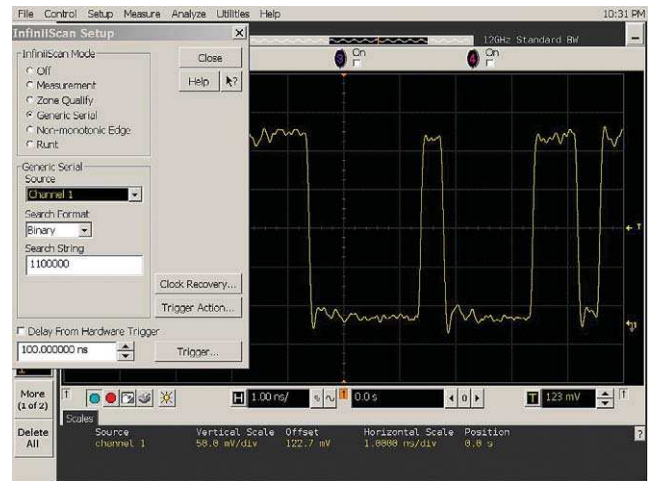 File Control Setup Measure Analyze Utilities Help 10:31 PM
InfiniiScan Setup
12GHz Standard BW
InfiniiScan Mode
Off
Measurement
Zone Qualify
Generic Serial
Non-monotonic Edge
Runt
Close
Help
3 On
4 On
Generic Serial
Source
Channel 1
Search Format
Binary
Search String
1100000
Clock Recovery...
Trigger Action...
Delay From Hardware Trigger
100.000000 ns
Trigger...
T
More
(1 of 2)
H 1.00 ns/
0.0 s
0
T 123 mV
Delete
All
Scales
Source Vertical Scale Offset Horizontal Scale Position
channel 1 50.0 mV/div 122.7 mV 1.0000 ns/div 0.0 s
?